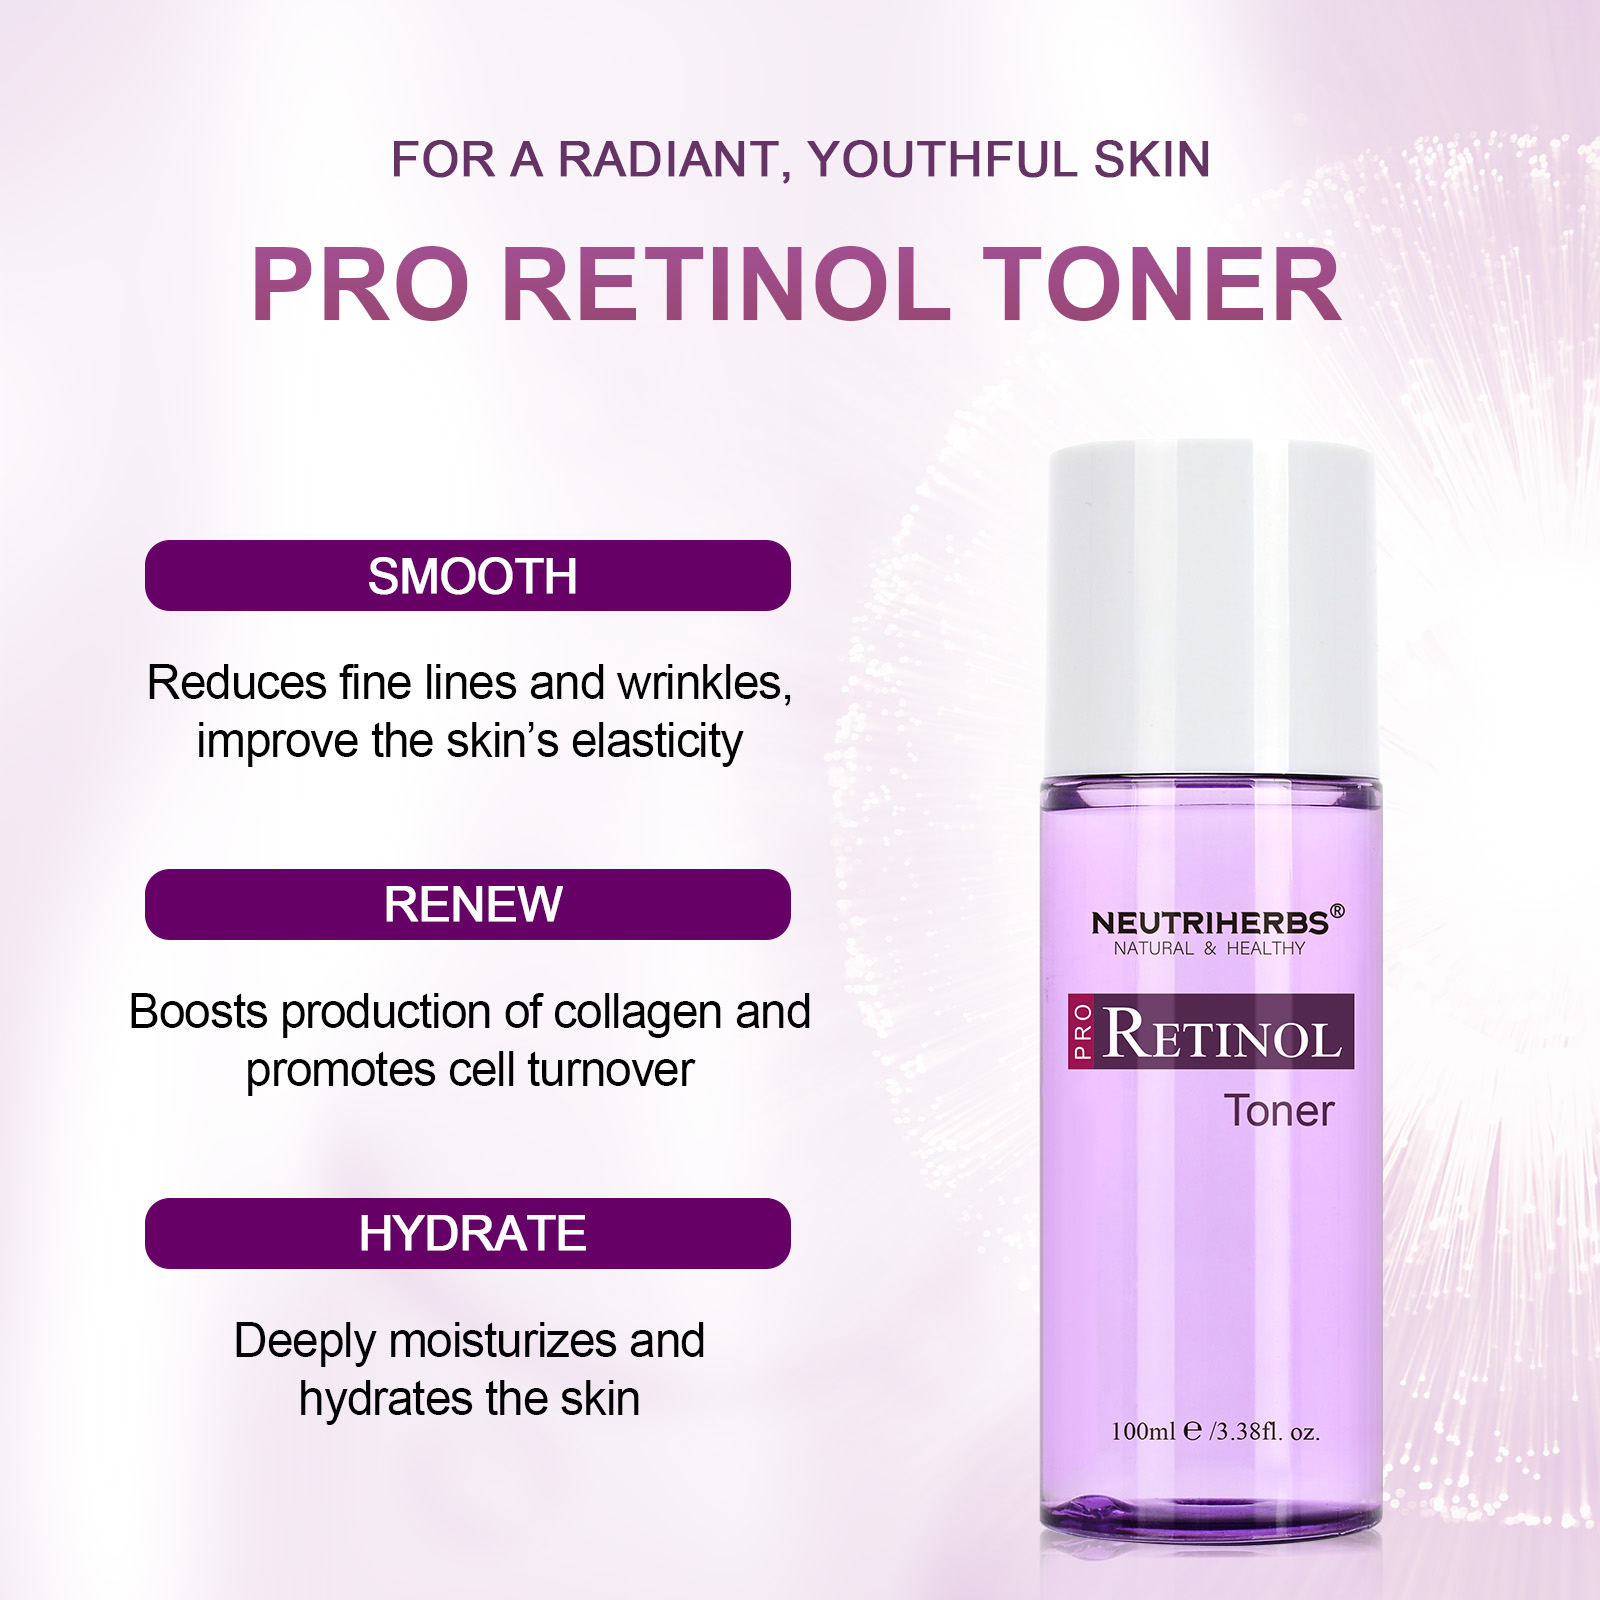 FOR A RADIANT, YOUTHFUL SKIN
PRO RETINOL TONER
SMOOTH
Reduces fine lines and wrinkles,
improve the skin’s elasticity
RENEW
Boosts production of collagen and
promotes cell turnover
HYDRATE
Deeply moisturizes and
hydrates the skin
NEUTRIHERBS®
NATURAL & HEALTHY
PRO RETINOL
Toner
100ml ℮ /3.38fl. oz.